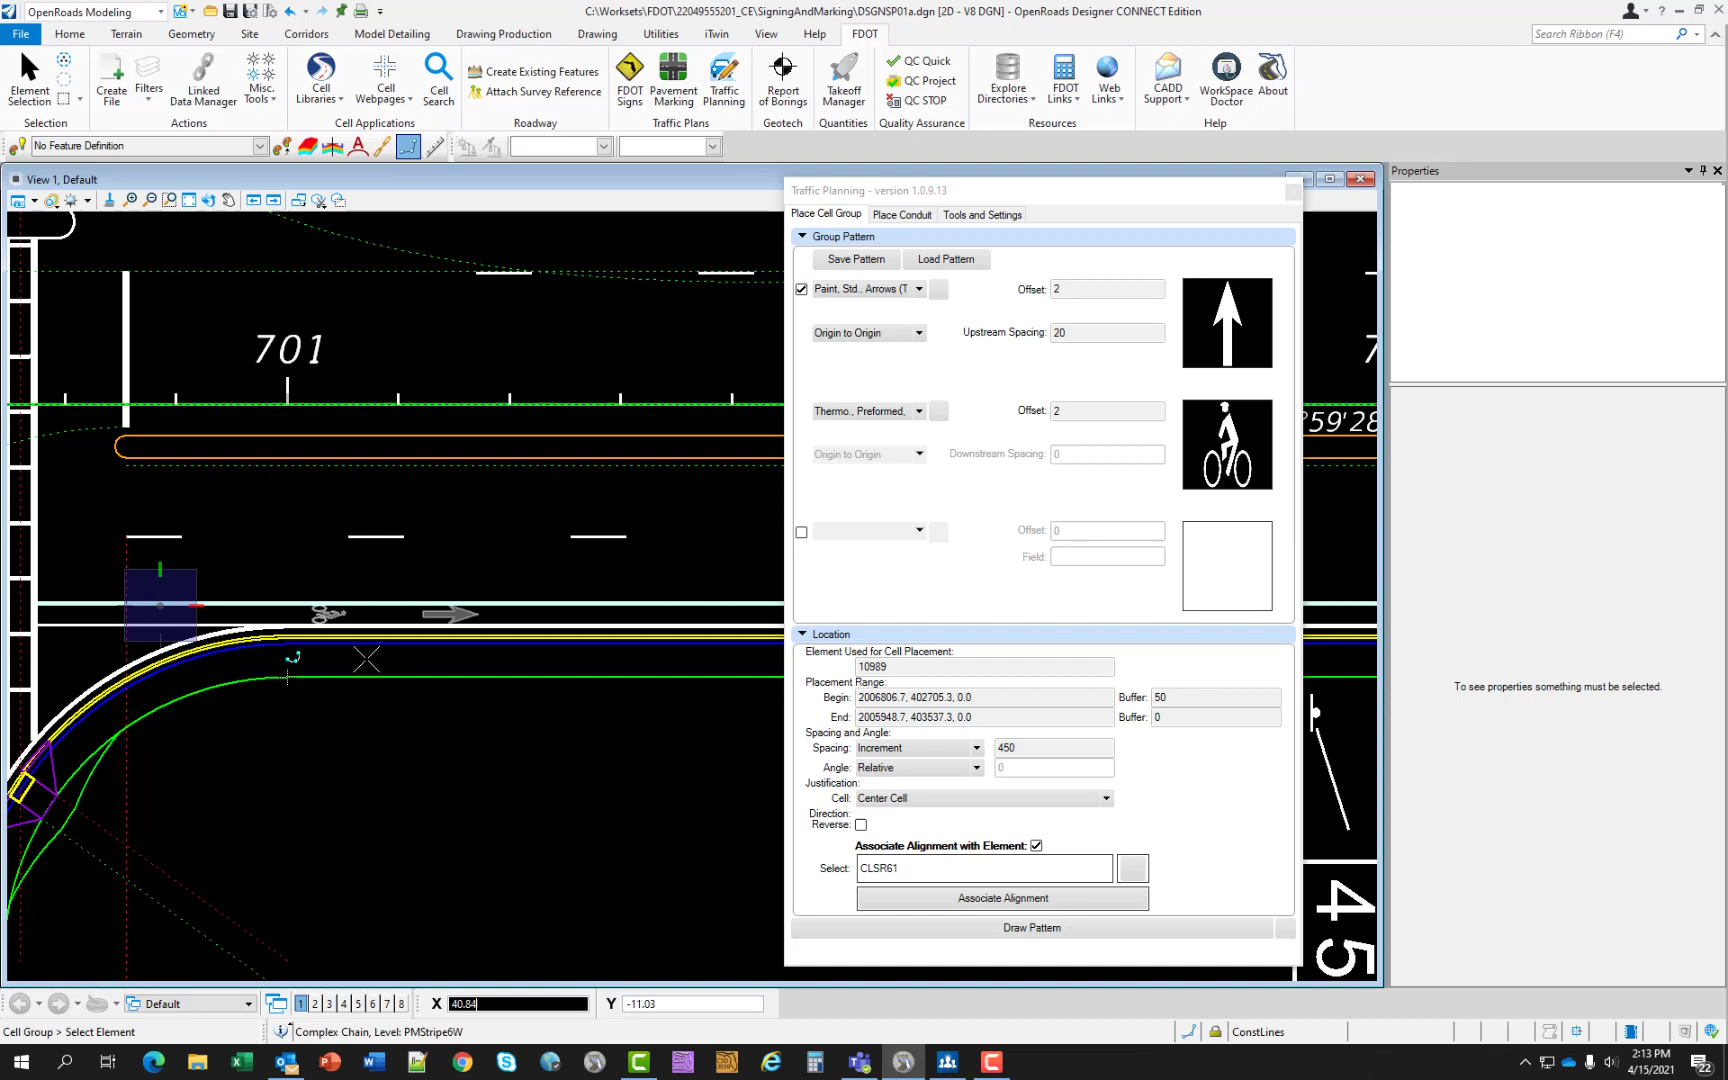 OpenRoads Modeling
C:\Worksets\FDOT\22049555201_CE\SigningAndMarking\DSGNSP01a.dgn [2D - V8 DGN] - OpenRoads Designer CONNECT Edition
File Home Terrain Geometry Site Corridors Model Detailing Drawing Production Drawing Utilities iTwin View Help FDOT
Search Ribbon (F4)
Element Selection
Create File
Filters
Linked Data Manager
Misc. Tools
Cell Libraries
Cell Webpages
Cell Search
Create Existing Features
Attach Survey Reference
FDOT Signs
Pavement Marking
Traffic Planning
Report of Borings
Takeoff Manager
QC Quick
QC Project
QC STOP
Explore Directories
FDOT Links
Web Links
CADD Support
WorkSpace Doctor
About
Selection Actions Cell Applications Roadway Traffic Plans Geotech Quantities Quality Assurance Resources Help
No Feature Definition
View 1, Default
Properties
Traffic Planning - version 1.0.9.13
Place Cell Group Place Conduit Tools and Settings
Group Pattern
Save Pattern Load Pattern
Paint, Std., Arrows (T Offset: 2
Origin to Origin Upstream Spacing: 20
Thermo., Preformed, Offset: 2
Origin to Origin Downstream Spacing: 0
Offset: 0
Field:
Location
Element Used for Cell Placement:
10989
Placement Range:
Begin: 2006806.7, 402705.3, 0.0 Buffer: 50
End: 2005948.7, 403537.3, 0.0 Buffer: 0
Spacing and Angle:
Spacing: Increment 450
Angle: Relative 0
Justification:
Cell: Center Cell
Direction:
Reverse:
Associate Alignment with Element:
Select: CLSR61
Associate Alignment
Draw Pattern
701
°59'28
45
To see properties something must be selected.
Default
1 2 3 4 5 6 7 8
X 40.84
Y -11.03
Cell Group > Select Element
Complex Chain, Level: PMStripe6W
ConstLines
2:13 PM
4/15/2021
22